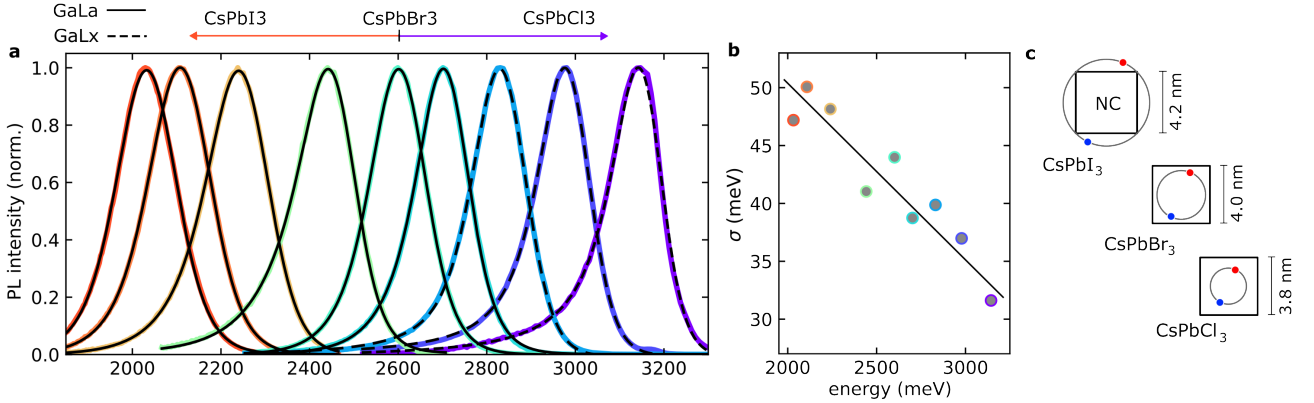 GaLa
GaLx
CsPbI3
CsPbBr3
CsPbCl3
a
PL intensity (norm.)
1.0
0.8
0.6
0.4
0.2
0.0
2000
2200
2400
2600
2800
3000
3200
b
σ (meV)
50
45
40
35
30
2000
2500
3000
energy (meV)
c
NC
4.2 nm
CsPbI₃
4.0 nm
CsPbBr₃
3.8 nm
CsPbCl₃